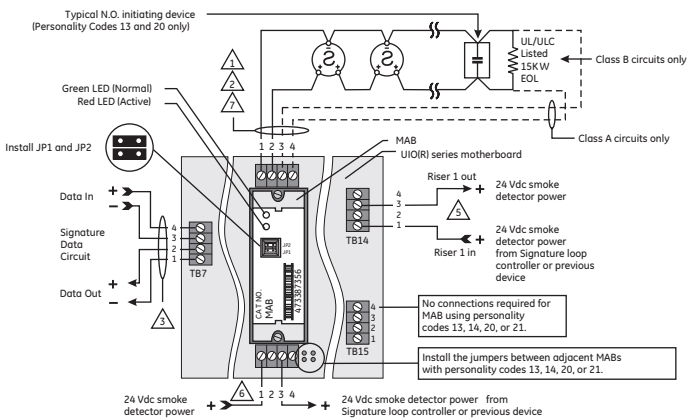 Typical N.O. initiating device
(Personality Codes 13 and 20 only)
UL/ULC
Listed
15KW
EOL
Class B circuits only
1
2
7
Green LED (Normal)
Red LED (Active)
Class A circuits only
Install JP1 and JP2
1 2 3 4
MAB
UIO(R) series motherboard
Riser 1 out
24 Vdc smoke
detector power
5
Data In
Signature
Data
Circuit
Data Out
4
3
2
1
TB7
3
JP2
JP1
CAT NO.
MAB
473387356
4
3
2
1
TB14
Riser 1 in
24 Vdc smoke
detector power
from Signature loop
controller or previous
device
4
3
2
1
TB15
No connections required for
MAB using personality
codes 13, 14, 20, or 21.
Install the jumpers between adjacent MABs
with personality codes 13, 14, 20, or 21.
6
1 2 3 4
24 Vdc smoke
detector power
24 Vdc smoke detector power from
Signature loop controller or previous device